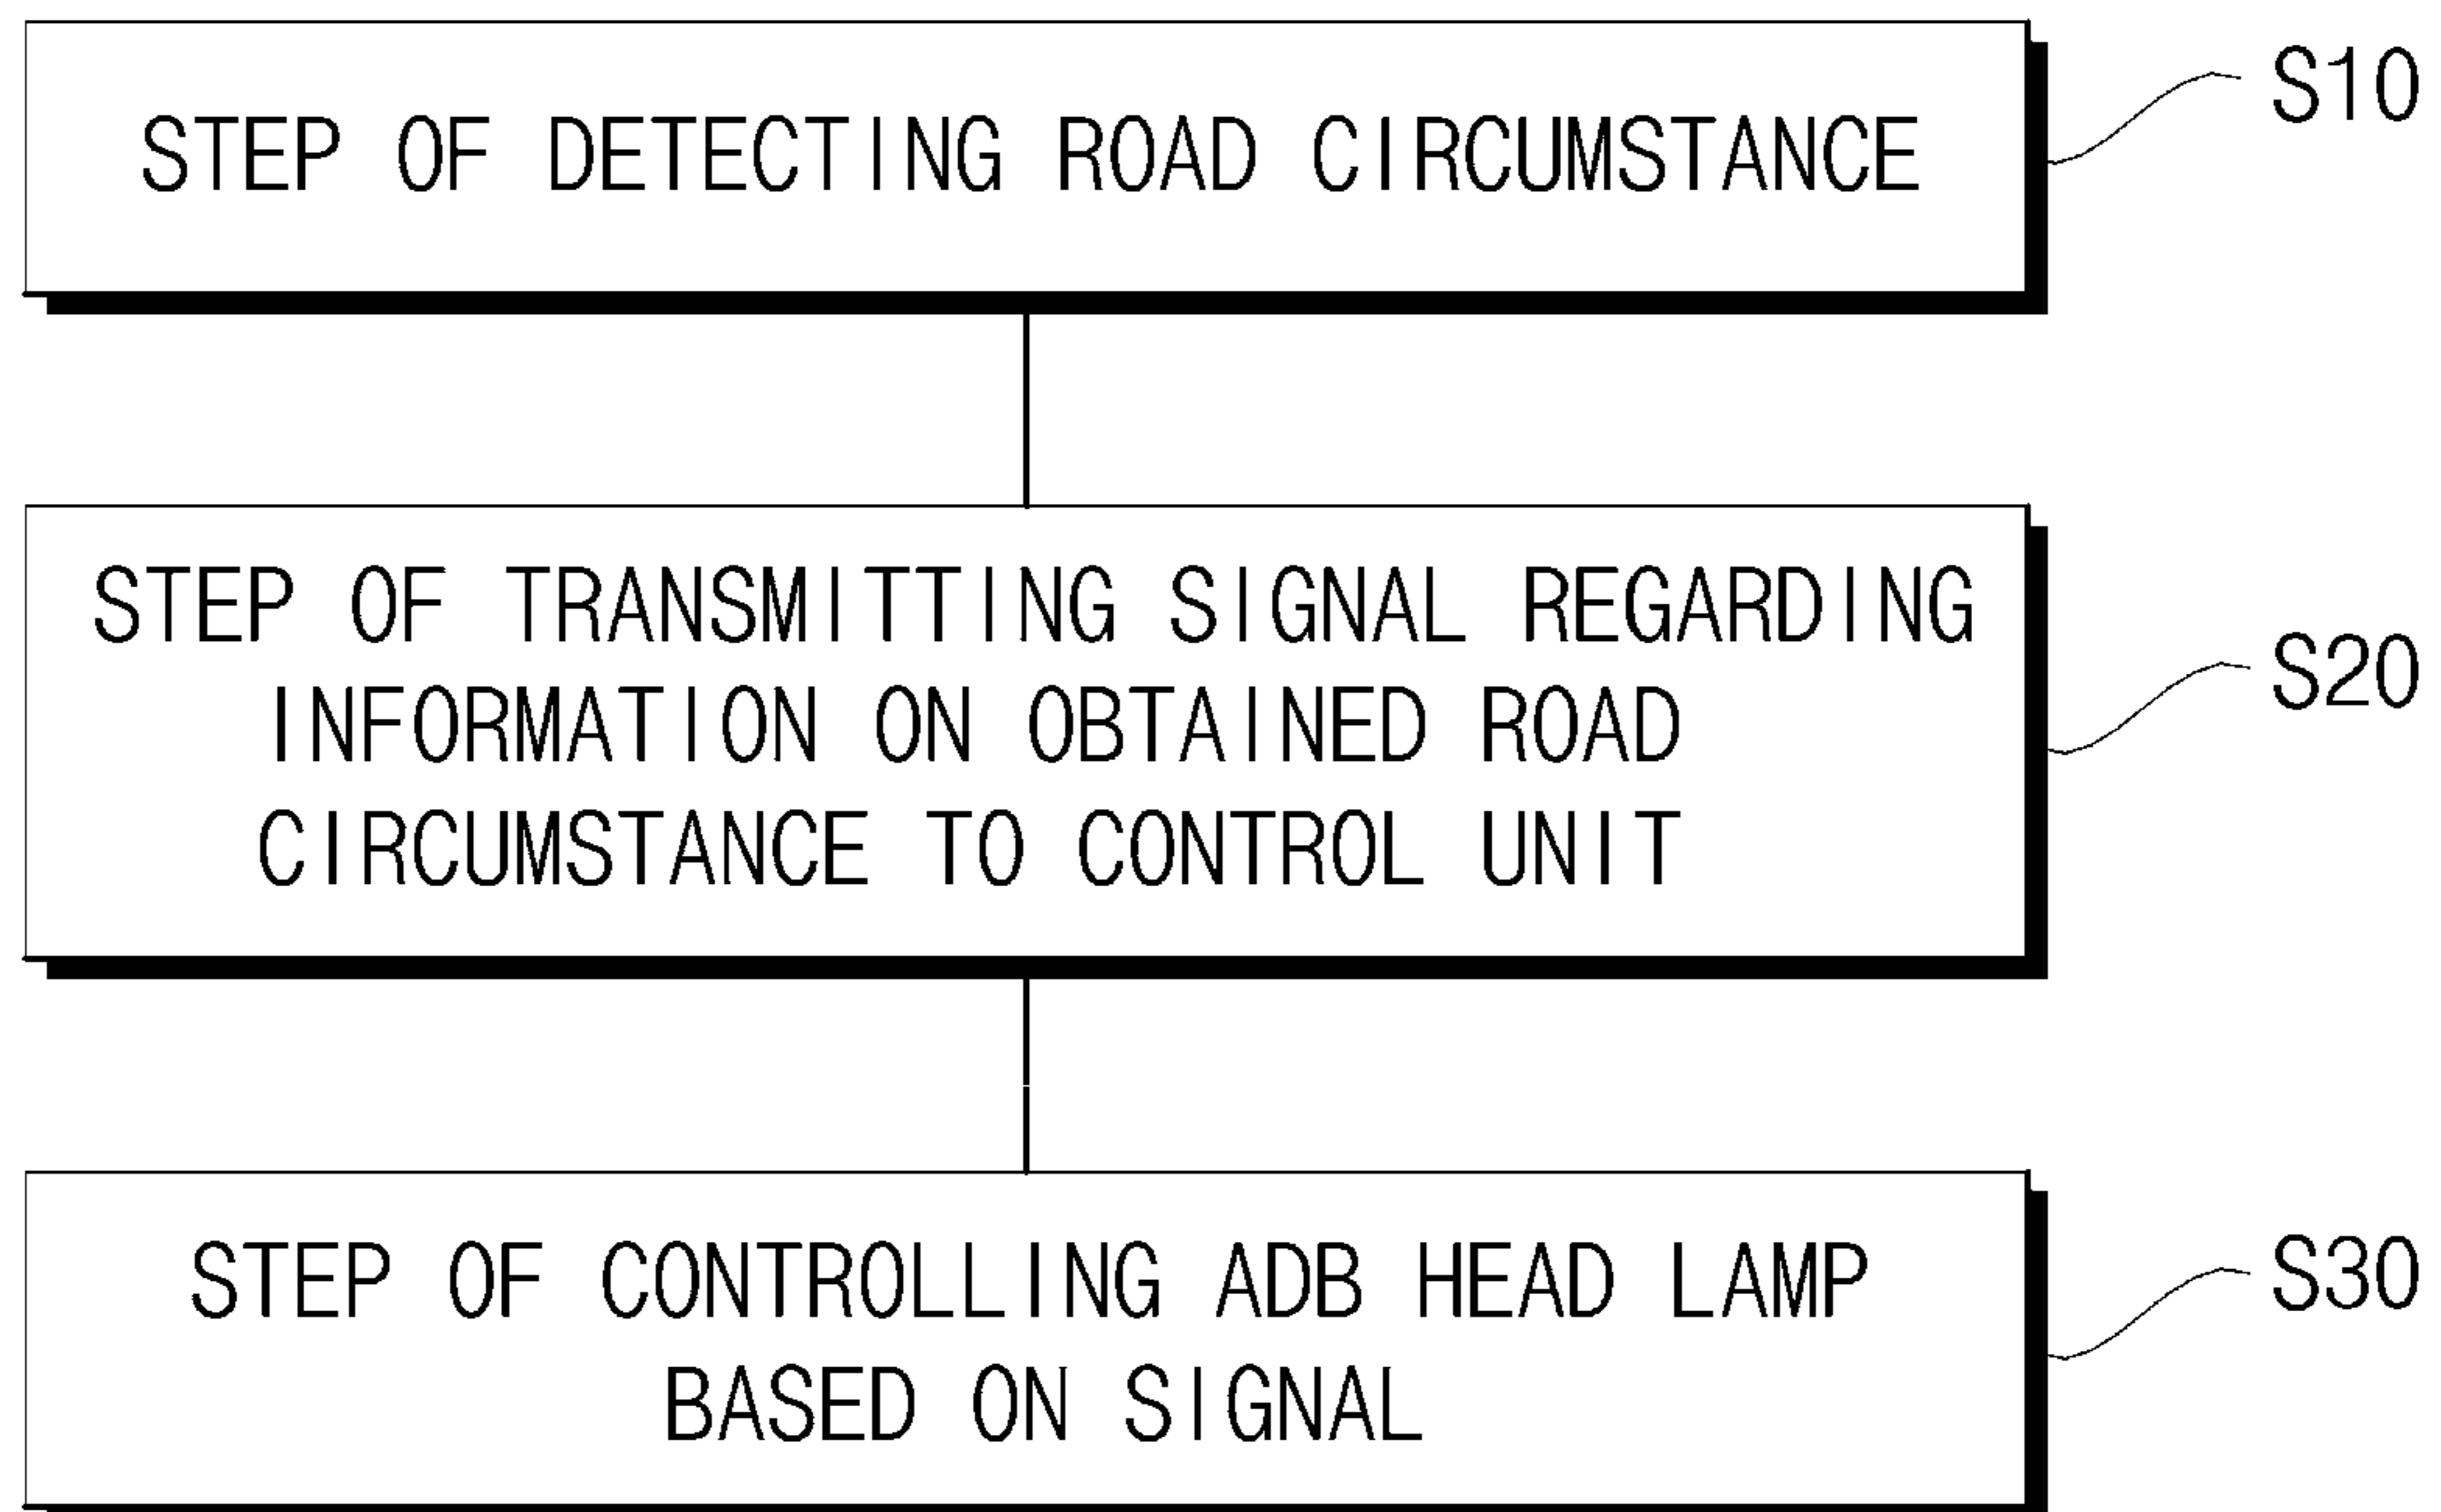 STEP OF DETECTING ROAD CIRCUMSTANCE
S10
STEP OF TRANSMITTING SIGNAL REGARDING
INFORMATION ON OBTAINED ROAD
CIRCUMSTANCE TO CONTROL UNIT
S20
STEP OF CONTROLLING ADB HEAD LAMP
BASED ON SIGNAL
S30